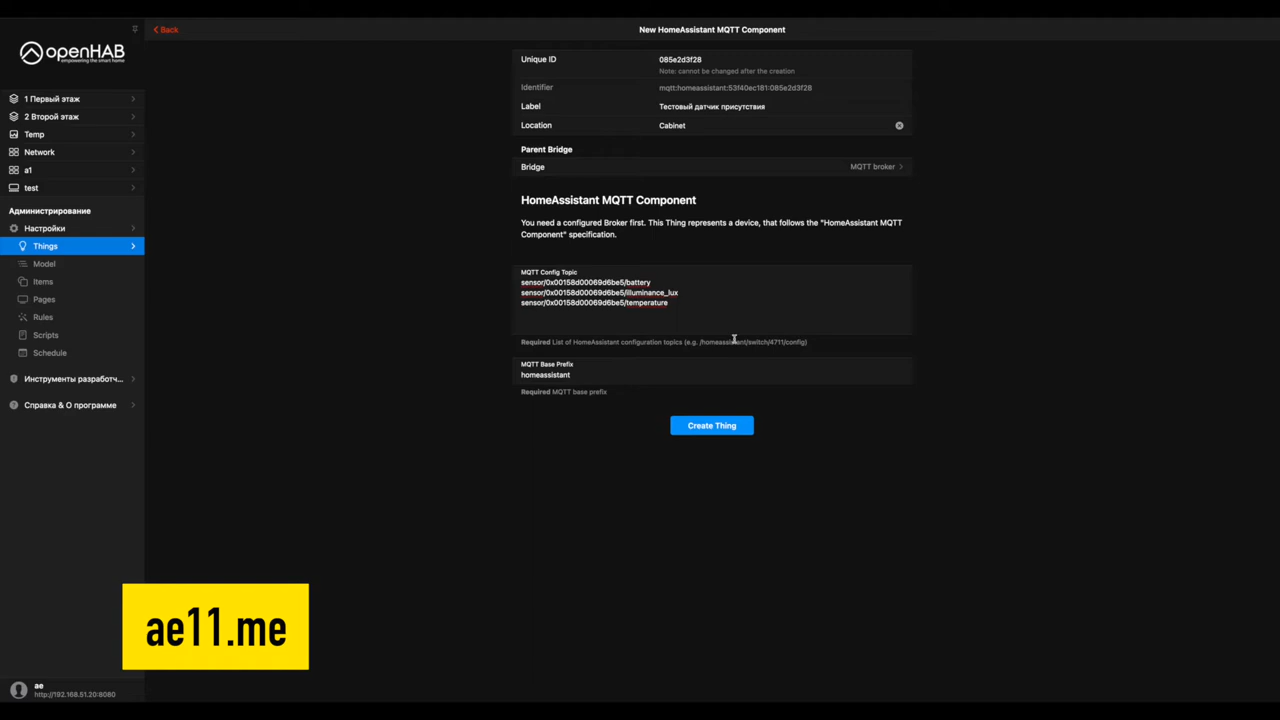 Back
New HomeAssistant MQTT Component
openHAB
empowering the smart home
1 Первый этаж
2 Второй этаж
Temp
Network
a1
test
Администрирование
Настройки
Things
Model
Items
Pages
Rules
Scripts
Schedule
Инструменты разработч...
Справка & О программе
Unique ID
085e2d3f28
Note: cannot be changed after the creation
Identifier
mqtt:homeassistant:53f40ec181:085e2d3f28
Label
Тестовый датчик присутствия
Location
Cabinet
Parent Bridge
Bridge
MQTT broker
HomeAssistant MQTT Component
You need a configured Broker first. This Thing represents a device, that follows the "HomeAssistant MQTT
Component" specification.
MQTT Config Topic
sensor/0x00158d00069d6be5/battery
sensor/0x00158d00069d6be5/illuminance_lux
sensor/0x00158d00069d6be5/temperature
Required List of HomeAssistant configuration topics (e.g. /homeassistant/switch/4711/config)
MQTT Base Prefix
homeassistant
Required MQTT base prefix
Create Thing
ae11.me
ae
http://192.168.51.20:8080